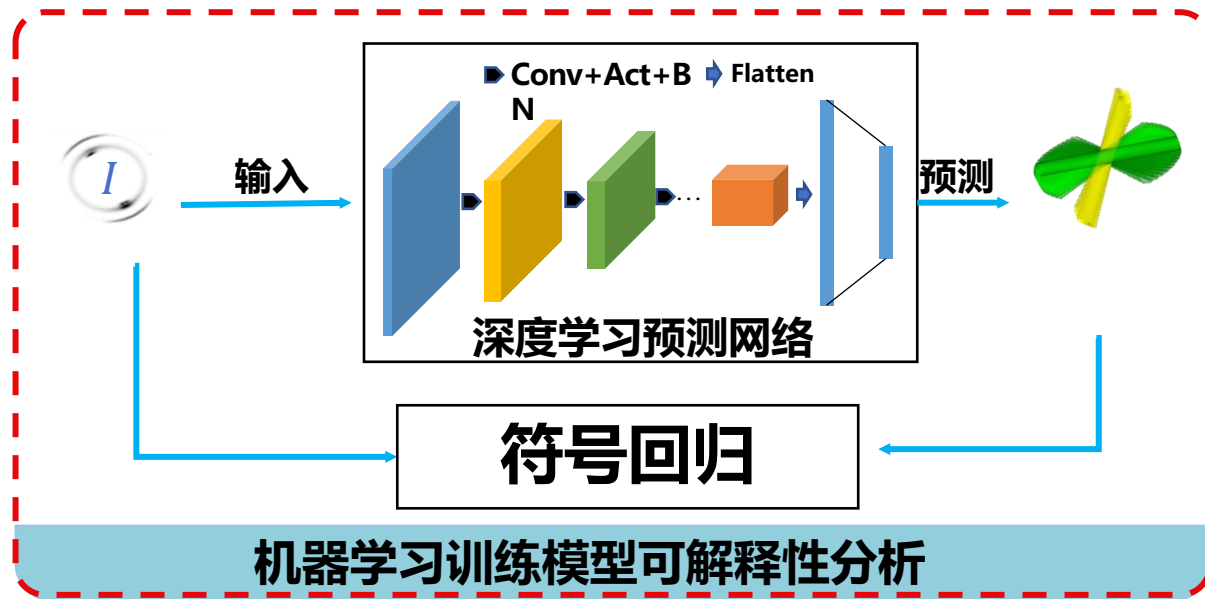 Conv+Act+B
N
Flatten
I
输入
···
预测
深度学习预测网络
符号回归
机器学习训练模型可解释性分析